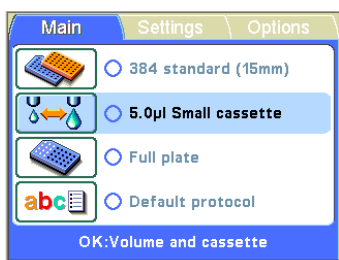 Main Settings Options
384 standard (15mm)
5.0µl Small cassette
Full plate
abc Default protocol
OK:Volume and cassette